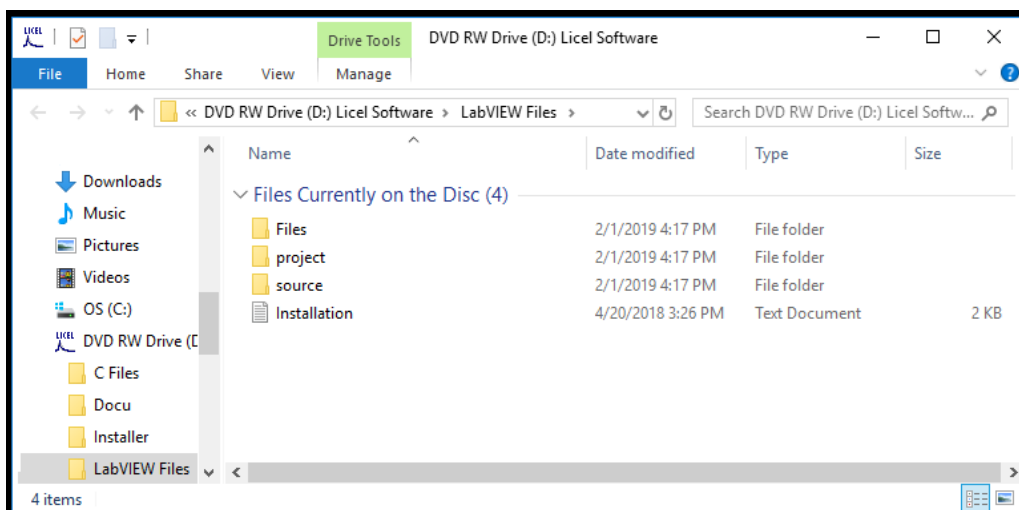 LICEL
Drive Tools DVD RW Drive (D:) Licel Software
File Home Share View Manage
« DVD RW Drive (D:) Licel Software > LabVIEW Files > Search DVD RW Drive (D:) Licel Softw...
Name Date modified Type Size
Downloads
Files Currently on the Disc (4)
Music
Files 2/1/2019 4:17 PM File folder
Pictures
project 2/1/2019 4:17 PM File folder
Videos
source 2/1/2019 4:17 PM File folder
OS (C:)
Installation 4/20/2018 3:26 PM Text Document 2 KB
LICEL DVD RW Drive (D
C Files
Docu
Installer
LabVIEW Files
4 items